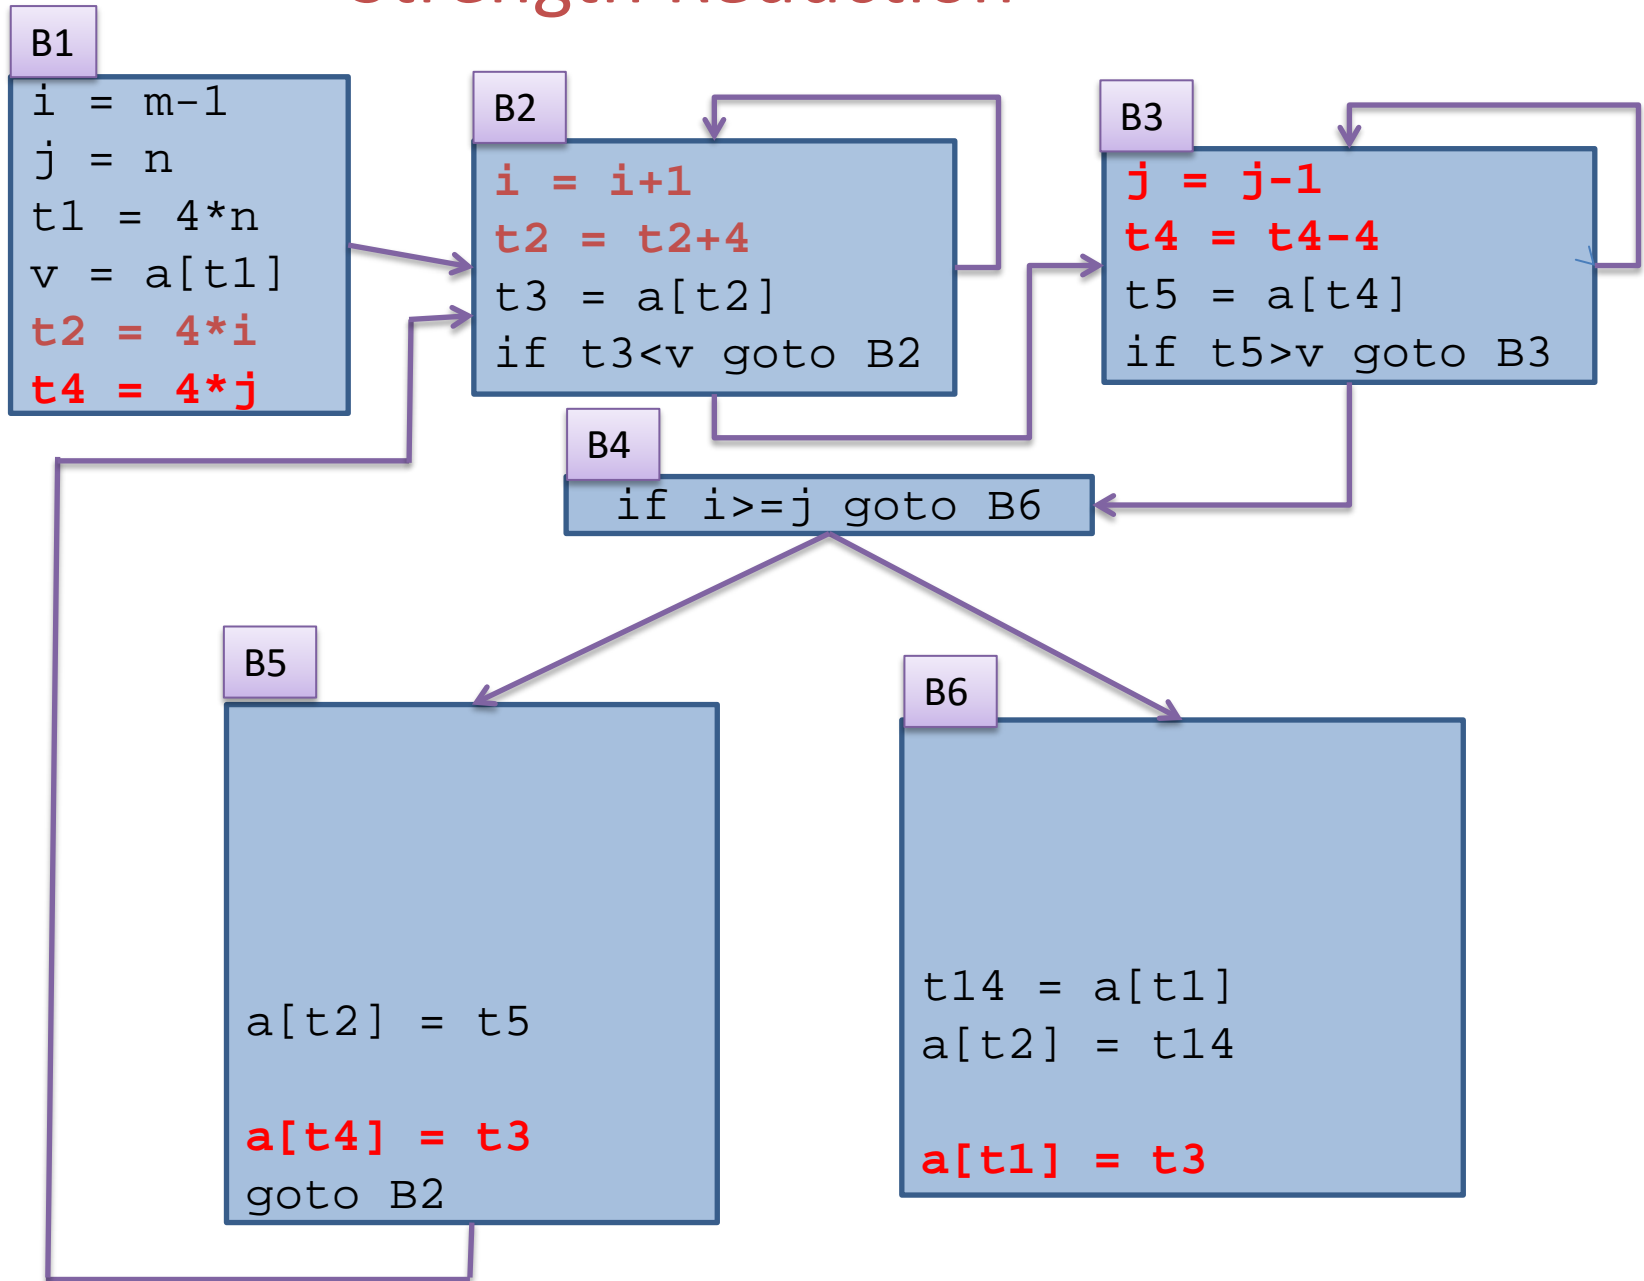 Strength Reduction
B1
i = m-1
j = n
t1 = 4*n
v = a[t1]
t2 = 4*i
t4 = 4*j
B2
i = i+1
t2 = t2+4
t3 = a[t2]
if t3<v goto B2
B3
j = j-1
t4 = t4-4
t5 = a[t4]
if t5>v goto B3
B4
if i>=j goto B6
B5
a[t2] = t5
a[t4] = t3
goto B2
B6
t14 = a[t1]
a[t2] = t14
a[t1] = t3